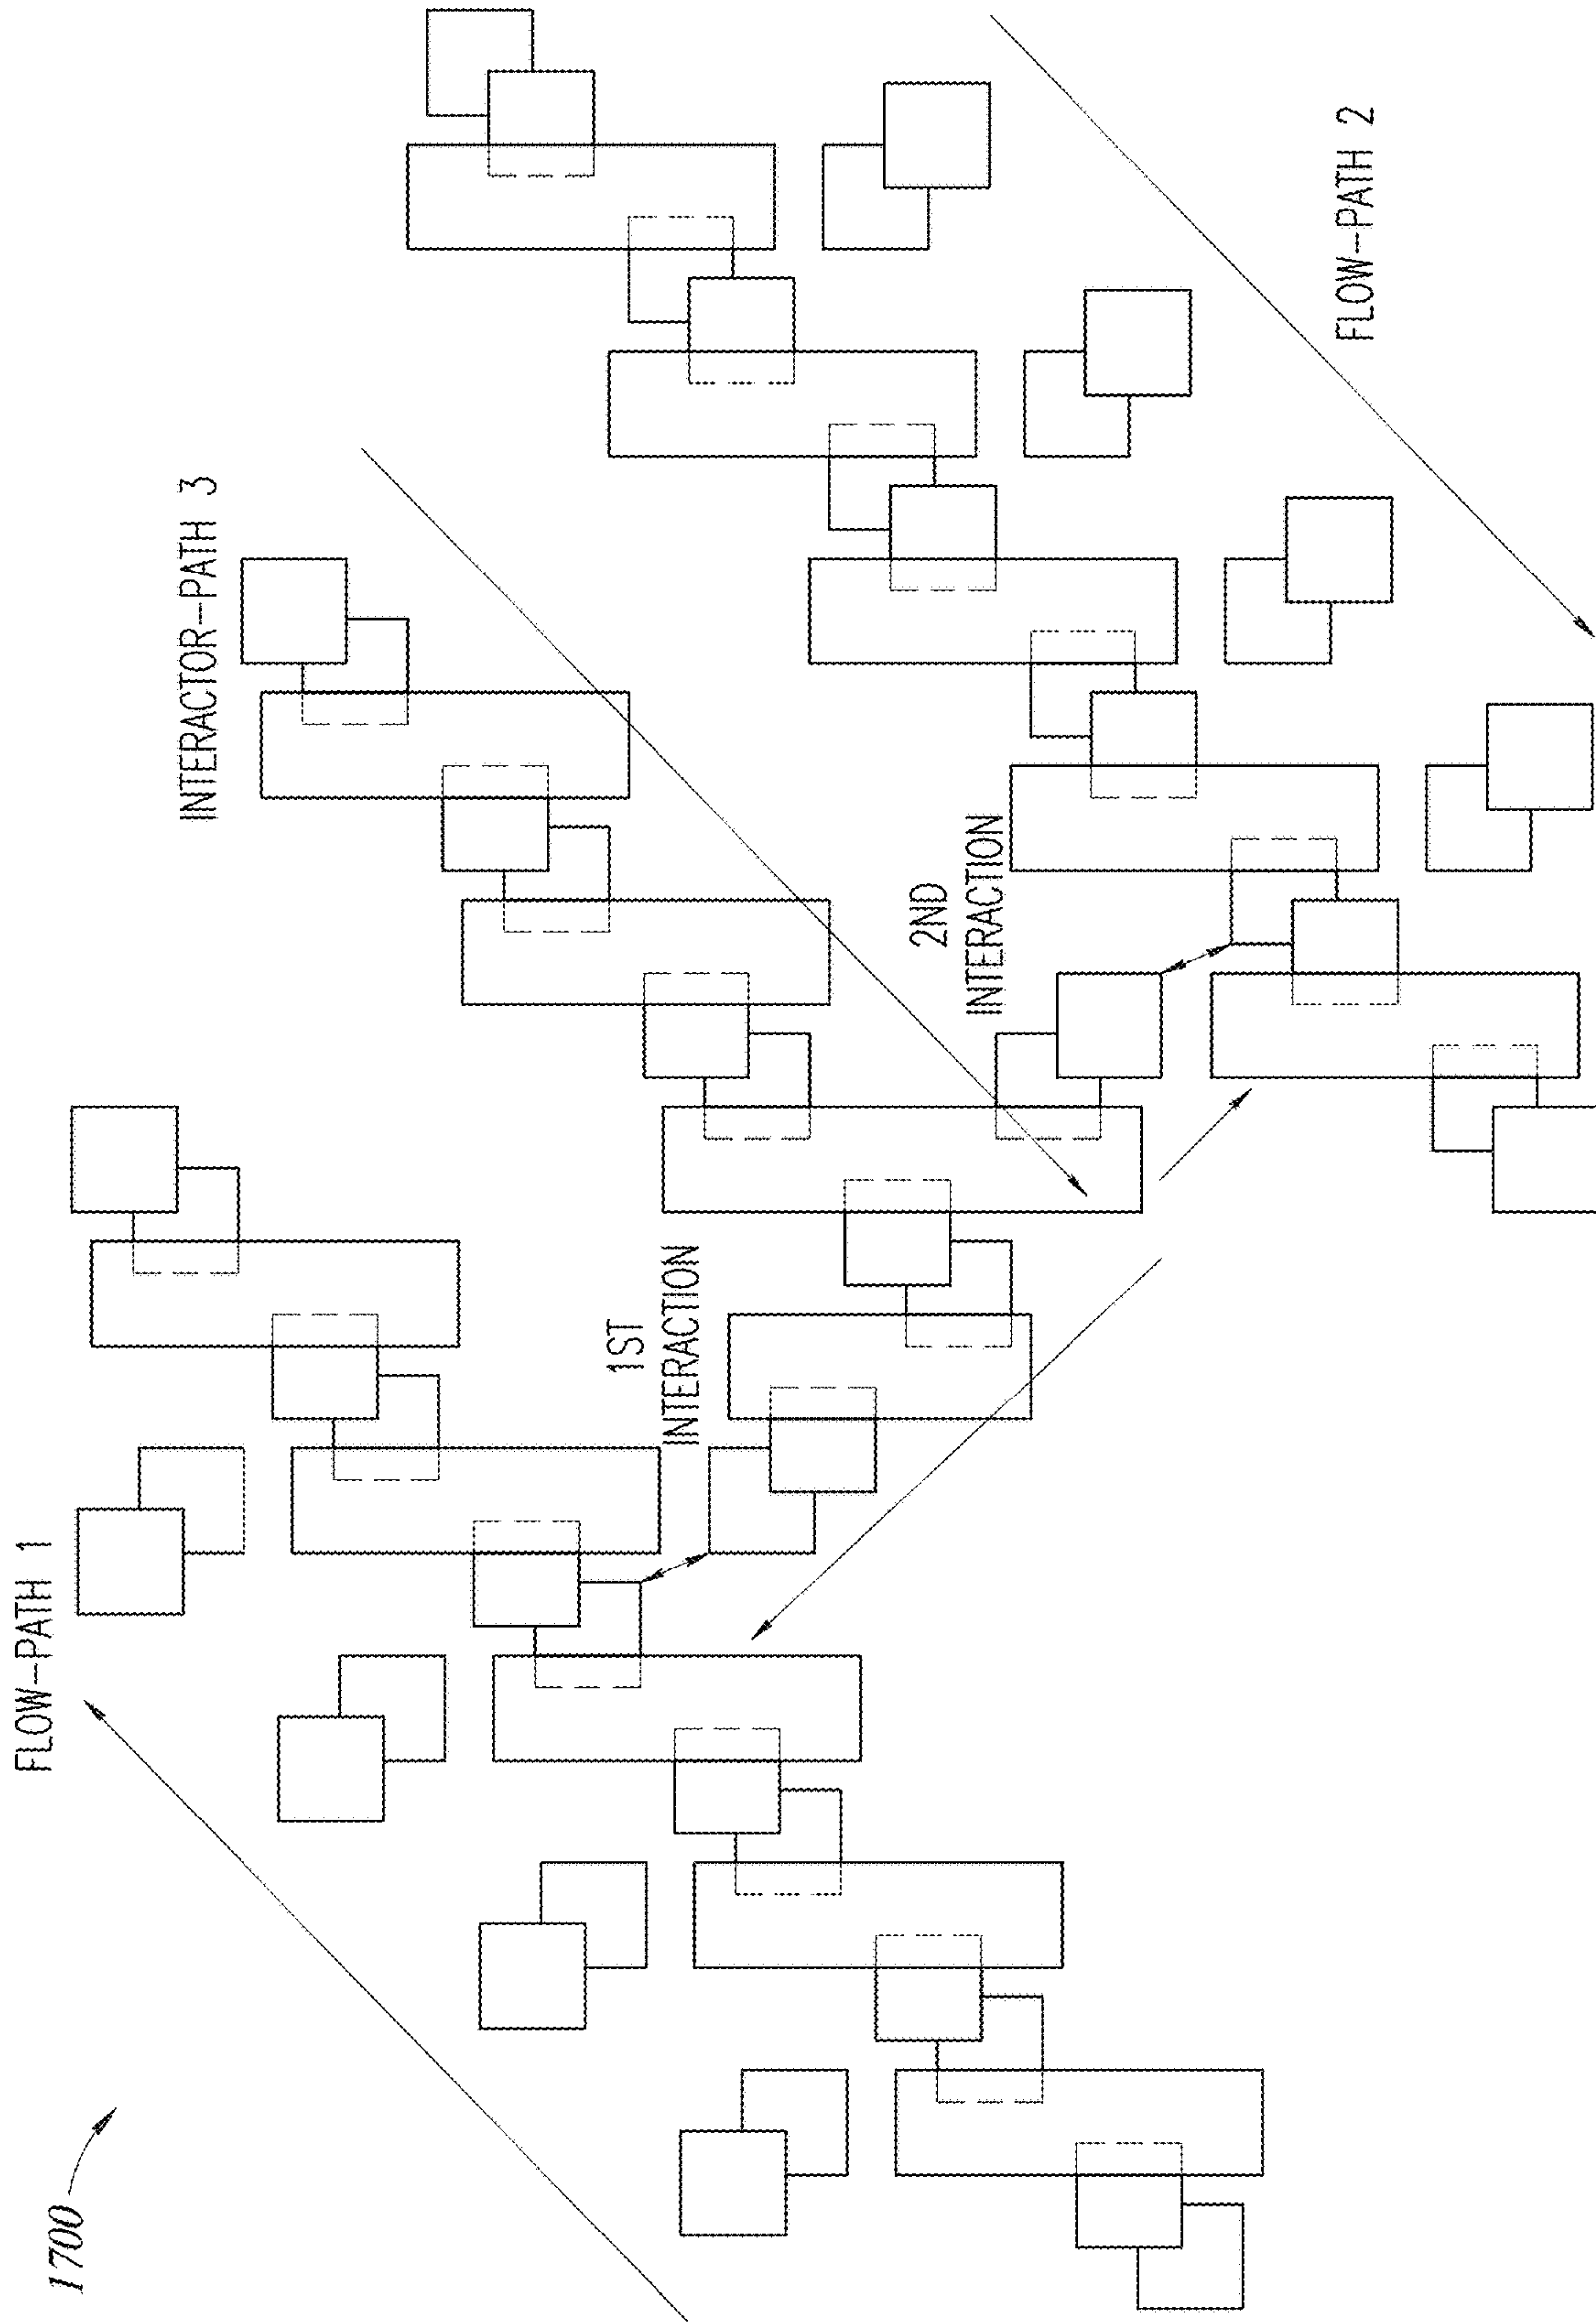 1700
FLOW-PATH 1
1ST
INTERACTION
INTERACTOR-PATH 3
2ND
INTERACTION
FLOW-PATH 2